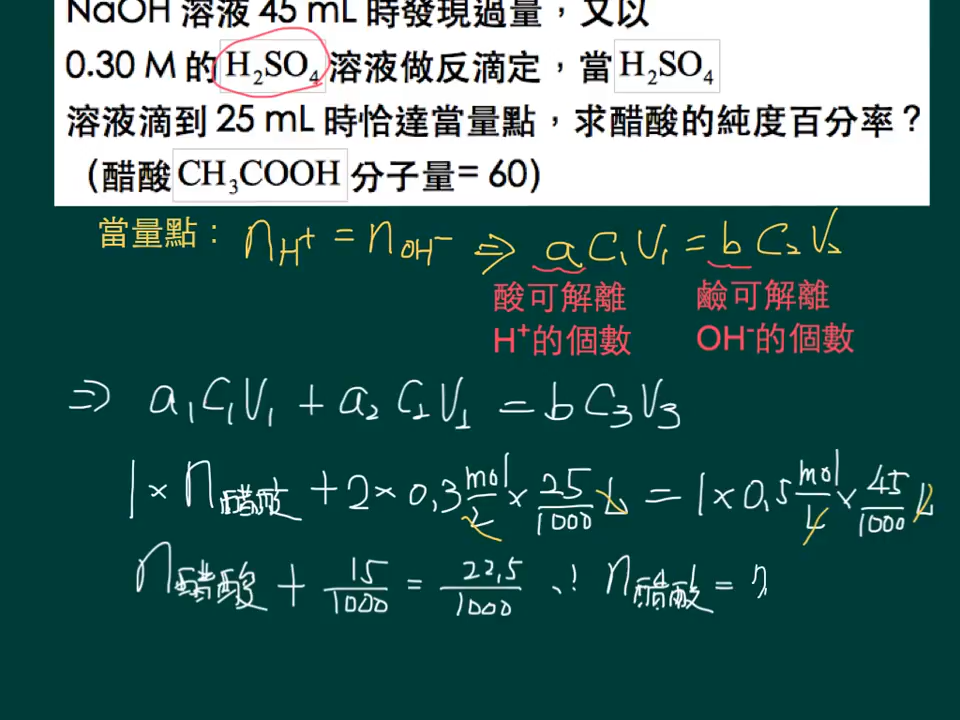 NaOH 溶液 45 mL 時發現過量，又以
0.30 M 的 H₂SO₄ 溶液做反滴定，當 H₂SO₄
溶液滴到 25 mL 時恰達當量點，求醋酸的純度百分率？
(醋酸 CH₃COOH 分子量= 60)
當量點： n_H⁺ = n_OH⁻ ⇒ a C₁V₁ = b C₂V₂
酸可解離 鹼可解離
H⁺的個數 OH⁻的個數
⇒ a₁C₁V₁ + a₂C₂V₂ = b C₃V₃
1 × n醋酸 + 2 × 0.3 mol/L × 25/1000 L = 1 × 0.5 mol/L × 45/1000 L
n醋酸 + 15/1000 = 22.5/1000 ∴ n醋酸 =